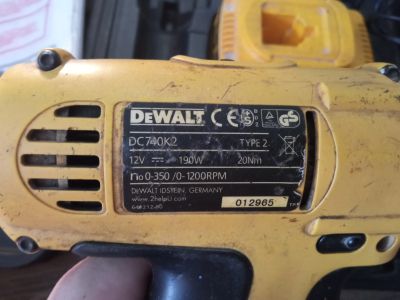 DEWALT CE
DC740K2 TYPE 2
12V 190W 20Nm
n0 0-350 /0-1200RPM
DEWALT IDSTEIN, GERMANY
www.2helpU.com
012965